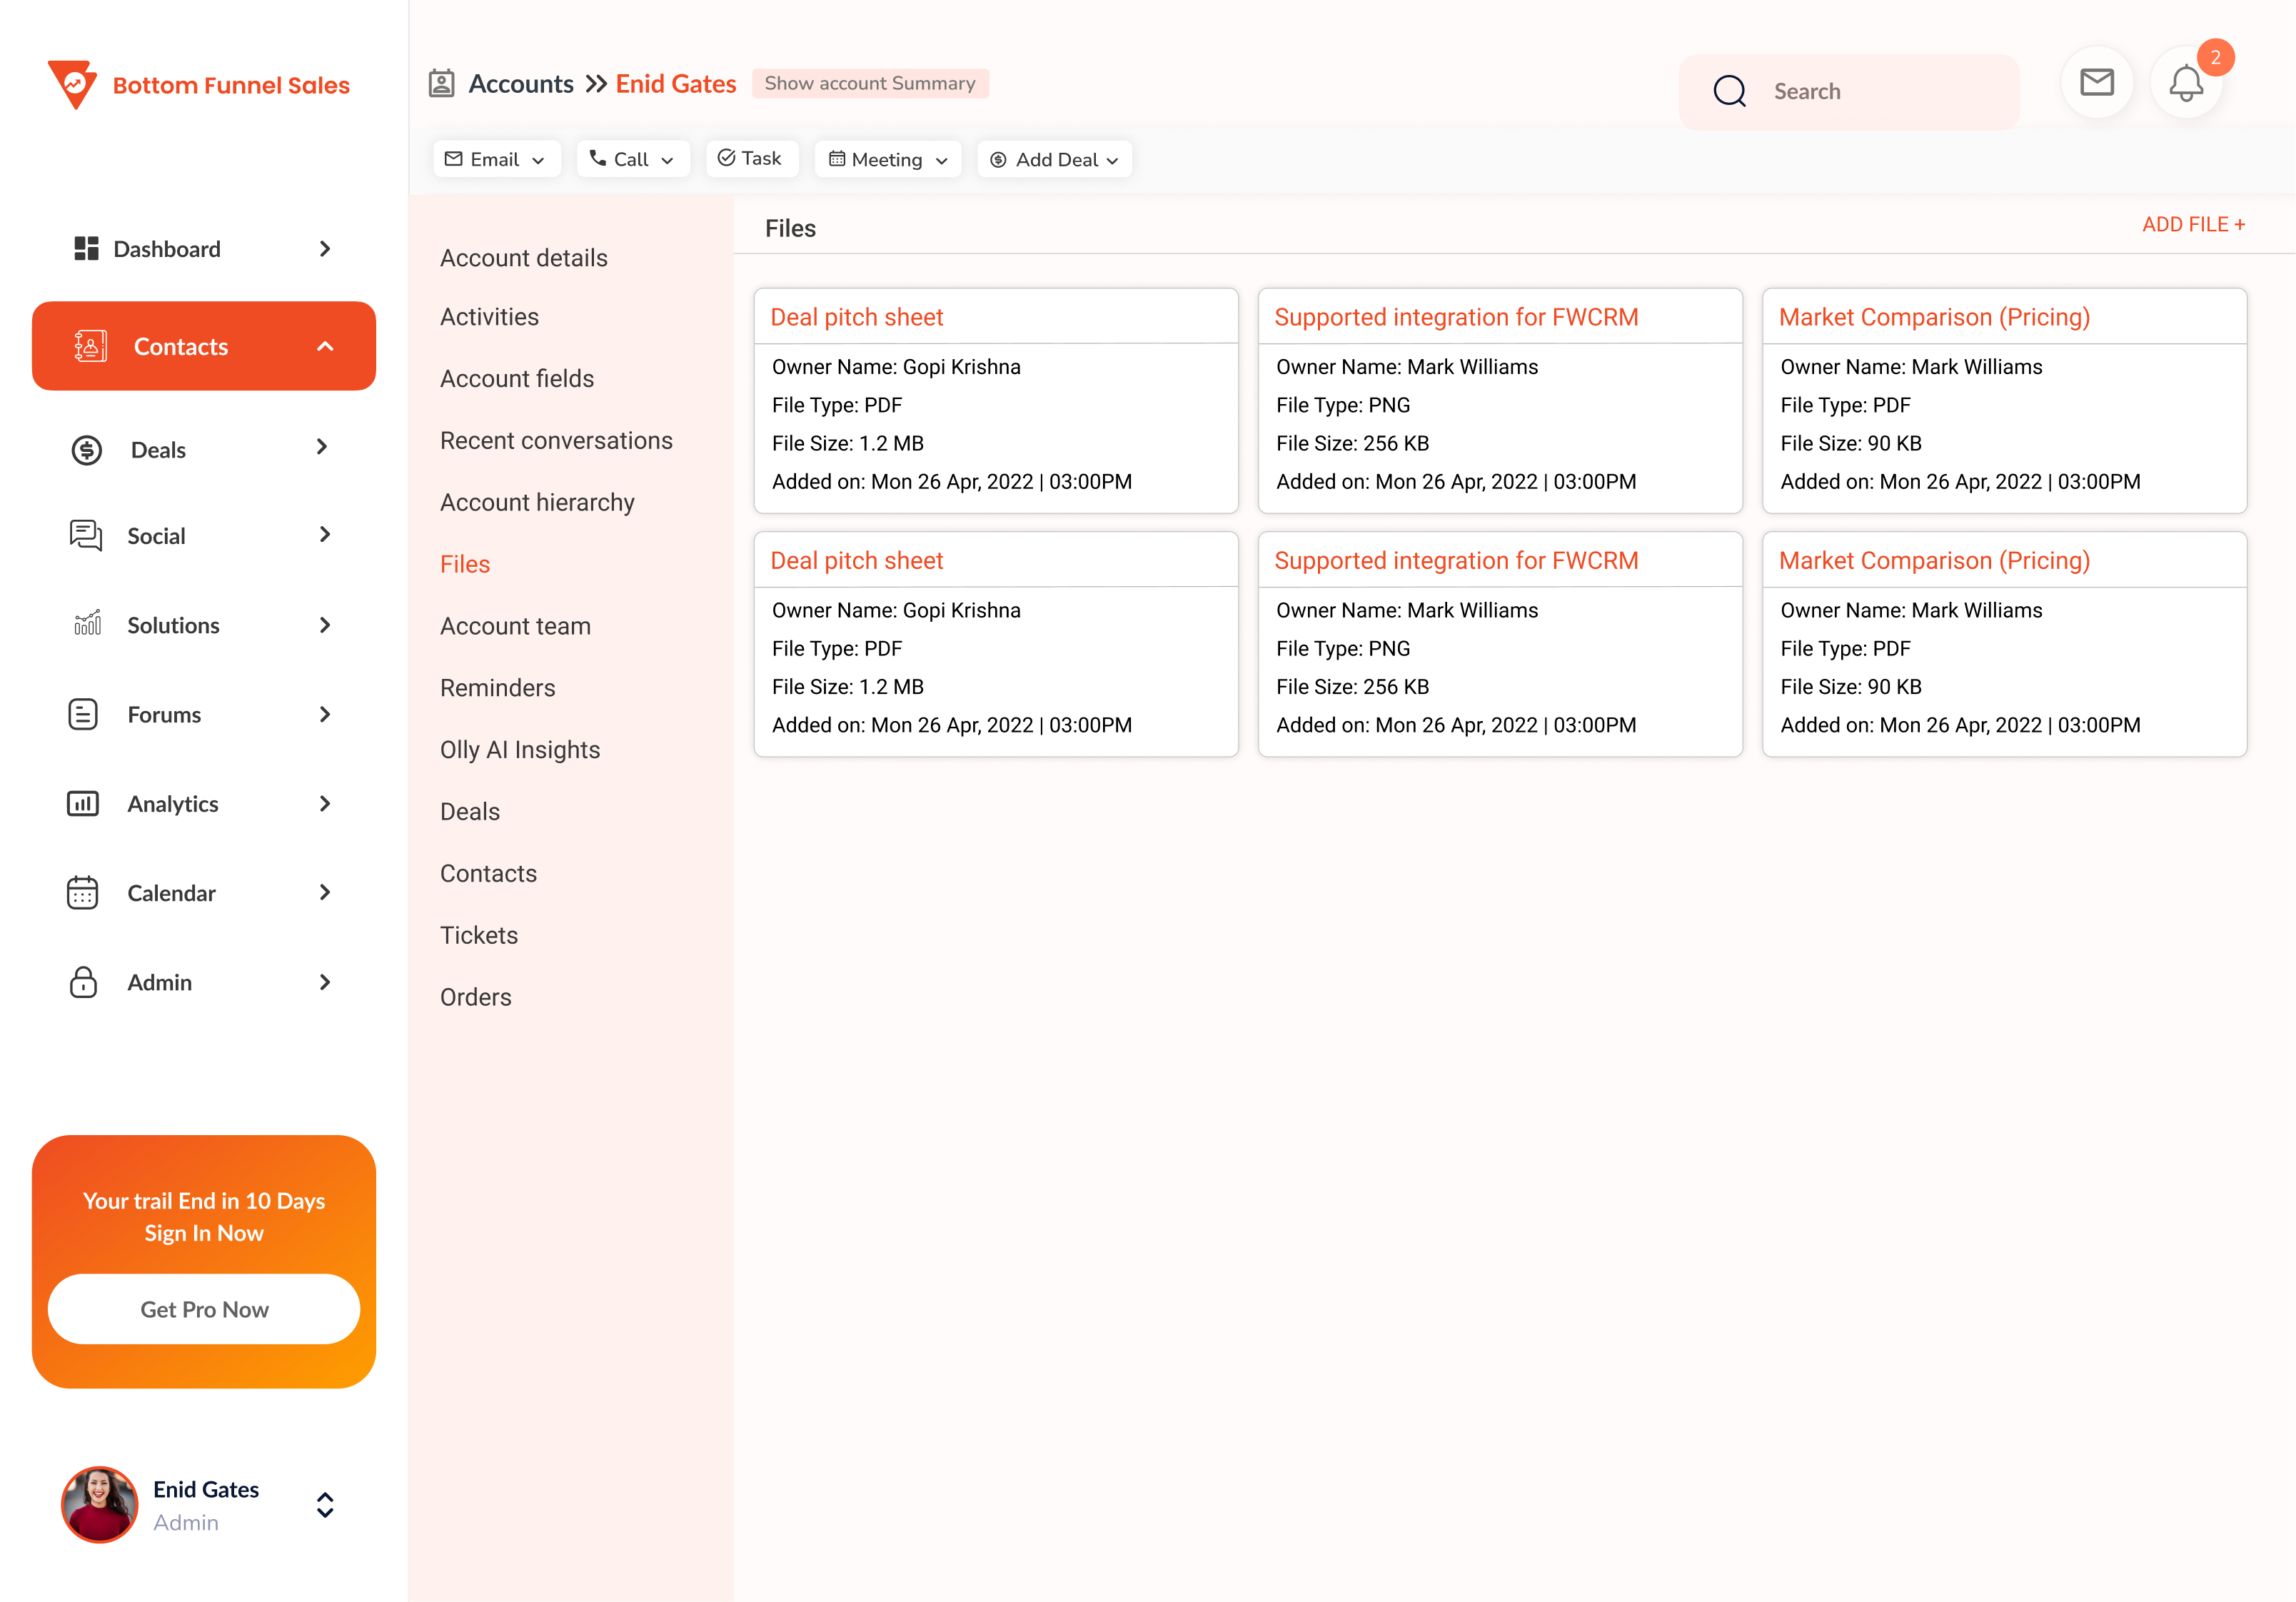 Bottom Funnel Sales
Dashboard
Contacts
Deals
Social
Solutions
Forums
Analytics
Calendar
Admin
Your trail End in 10 Days
Sign In Now
Get Pro Now
Enid Gates
Admin
Accounts >> Enid Gates Show account Summary
Search
2
Email
Call
Task
Meeting
Add Deal
Account details
Activities
Account fields
Recent conversations
Account hierarchy
Files
Account team
Reminders
Olly AI Insights
Deals
Contacts
Tickets
Orders
Files
ADD FILE +
Deal pitch sheet
Owner Name: Gopi Krishna
File Type: PDF
File Size: 1.2 MB
Added on: Mon 26 Apr, 2022 | 03:00PM
Supported integration for FWCRM
Owner Name: Mark Williams
File Type: PNG
File Size: 256 KB
Added on: Mon 26 Apr, 2022 | 03:00PM
Market Comparison (Pricing)
Owner Name: Mark Williams
File Type: PDF
File Size: 90 KB
Added on: Mon 26 Apr, 2022 | 03:00PM
Deal pitch sheet
Owner Name: Gopi Krishna
File Type: PDF
File Size: 1.2 MB
Added on: Mon 26 Apr, 2022 | 03:00PM
Supported integration for FWCRM
Owner Name: Mark Williams
File Type: PNG
File Size: 256 KB
Added on: Mon 26 Apr, 2022 | 03:00PM
Market Comparison (Pricing)
Owner Name: Mark Williams
File Type: PDF
File Size: 90 KB
Added on: Mon 26 Apr, 2022 | 03:00PM